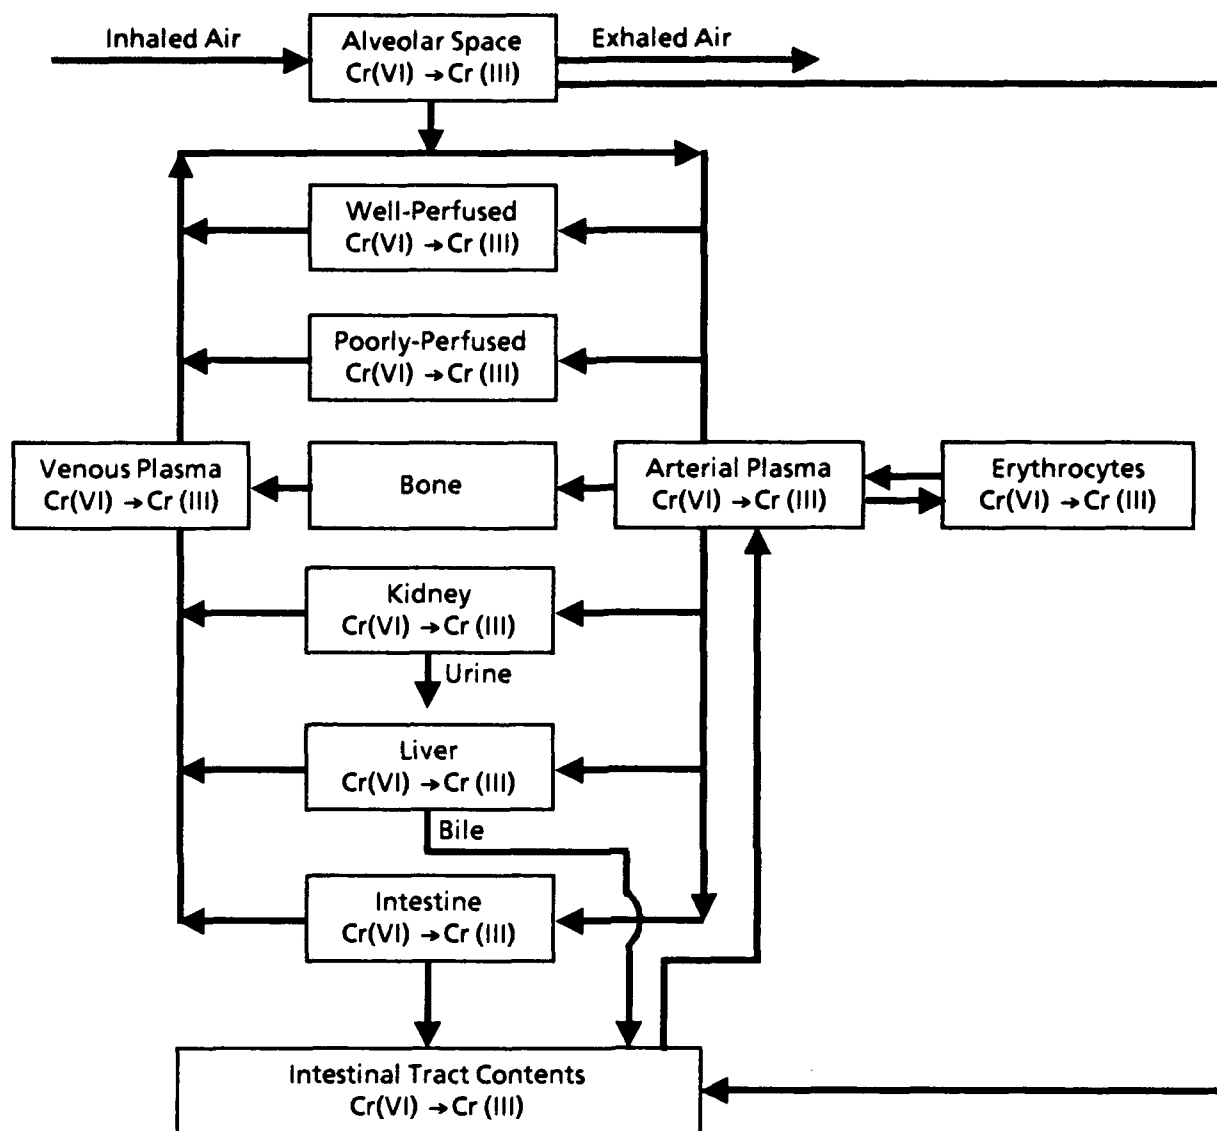 Inhaled Air
Alveolar Space
Cr(VI) → Cr (III)
Exhaled Air
Well-Perfused
Cr(VI) → Cr (III)
Poorly-Perfused
Cr(VI) → Cr (III)
Venous Plasma
Cr(VI) → Cr (III)
Bone
Arterial Plasma
Cr(VI) → Cr (III)
Erythrocytes
Cr(VI) → Cr (III)
Kidney
Cr(VI) → Cr (III)
Urine
Liver
Cr(VI) → Cr (III)
Bile
Intestine
Cr(VI) → Cr (III)
Intestinal Tract Contents
Cr(VI) → Cr (III)